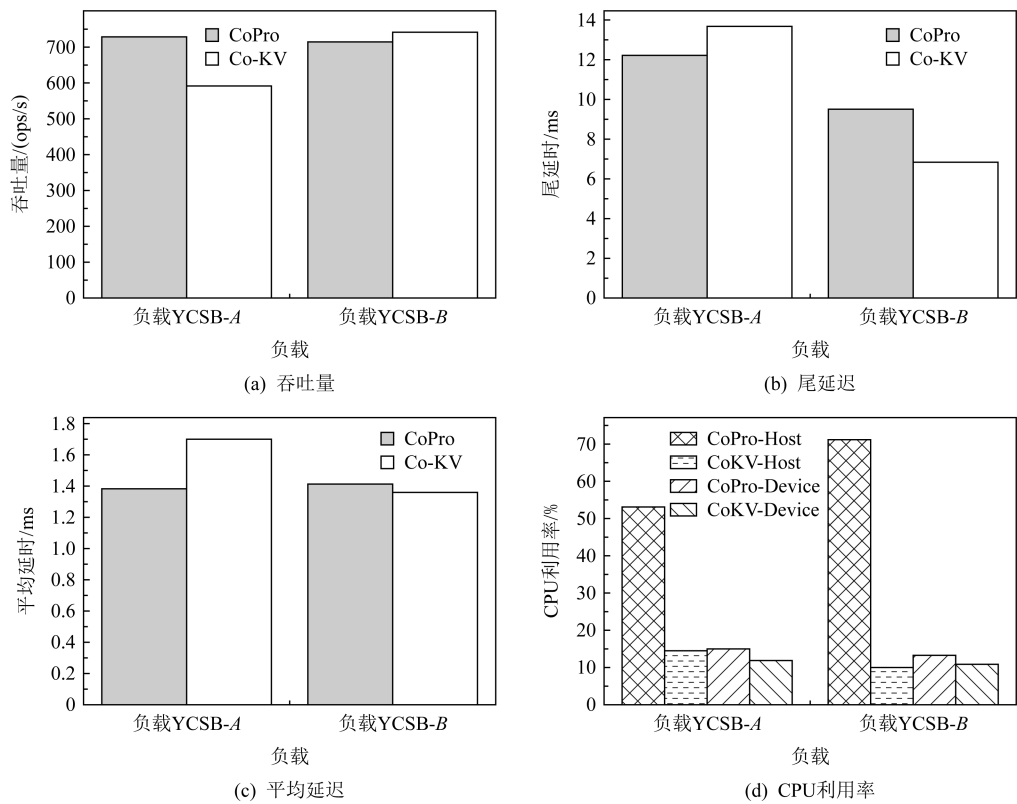 700
600
500
400
300
200
100
0
吞吐量/(ops/s)
CoPro
Co-KV
负载YCSB-A
负载YCSB-B
负载
(a) 吞吐量
14
12
10
8
6
4
2
0
尾延时/ms
CoPro
Co-KV
负载YCSB-A
负载YCSB-B
负载
(b) 尾延迟
1.8
1.6
1.4
1.2
1.0
0.8
0.6
0.4
0.2
0
平均延时/ms
CoPro
Co-KV
负载YCSB-A
负载YCSB-B
负载
(c) 平均延迟
70
60
50
40
30
20
10
0
CPU利用率/%
CoPro-Host
CoKV-Host
CoPro-Device
CoKV-Device
负载YCSB-A
负载YCSB-B
负载
(d) CPU利用率